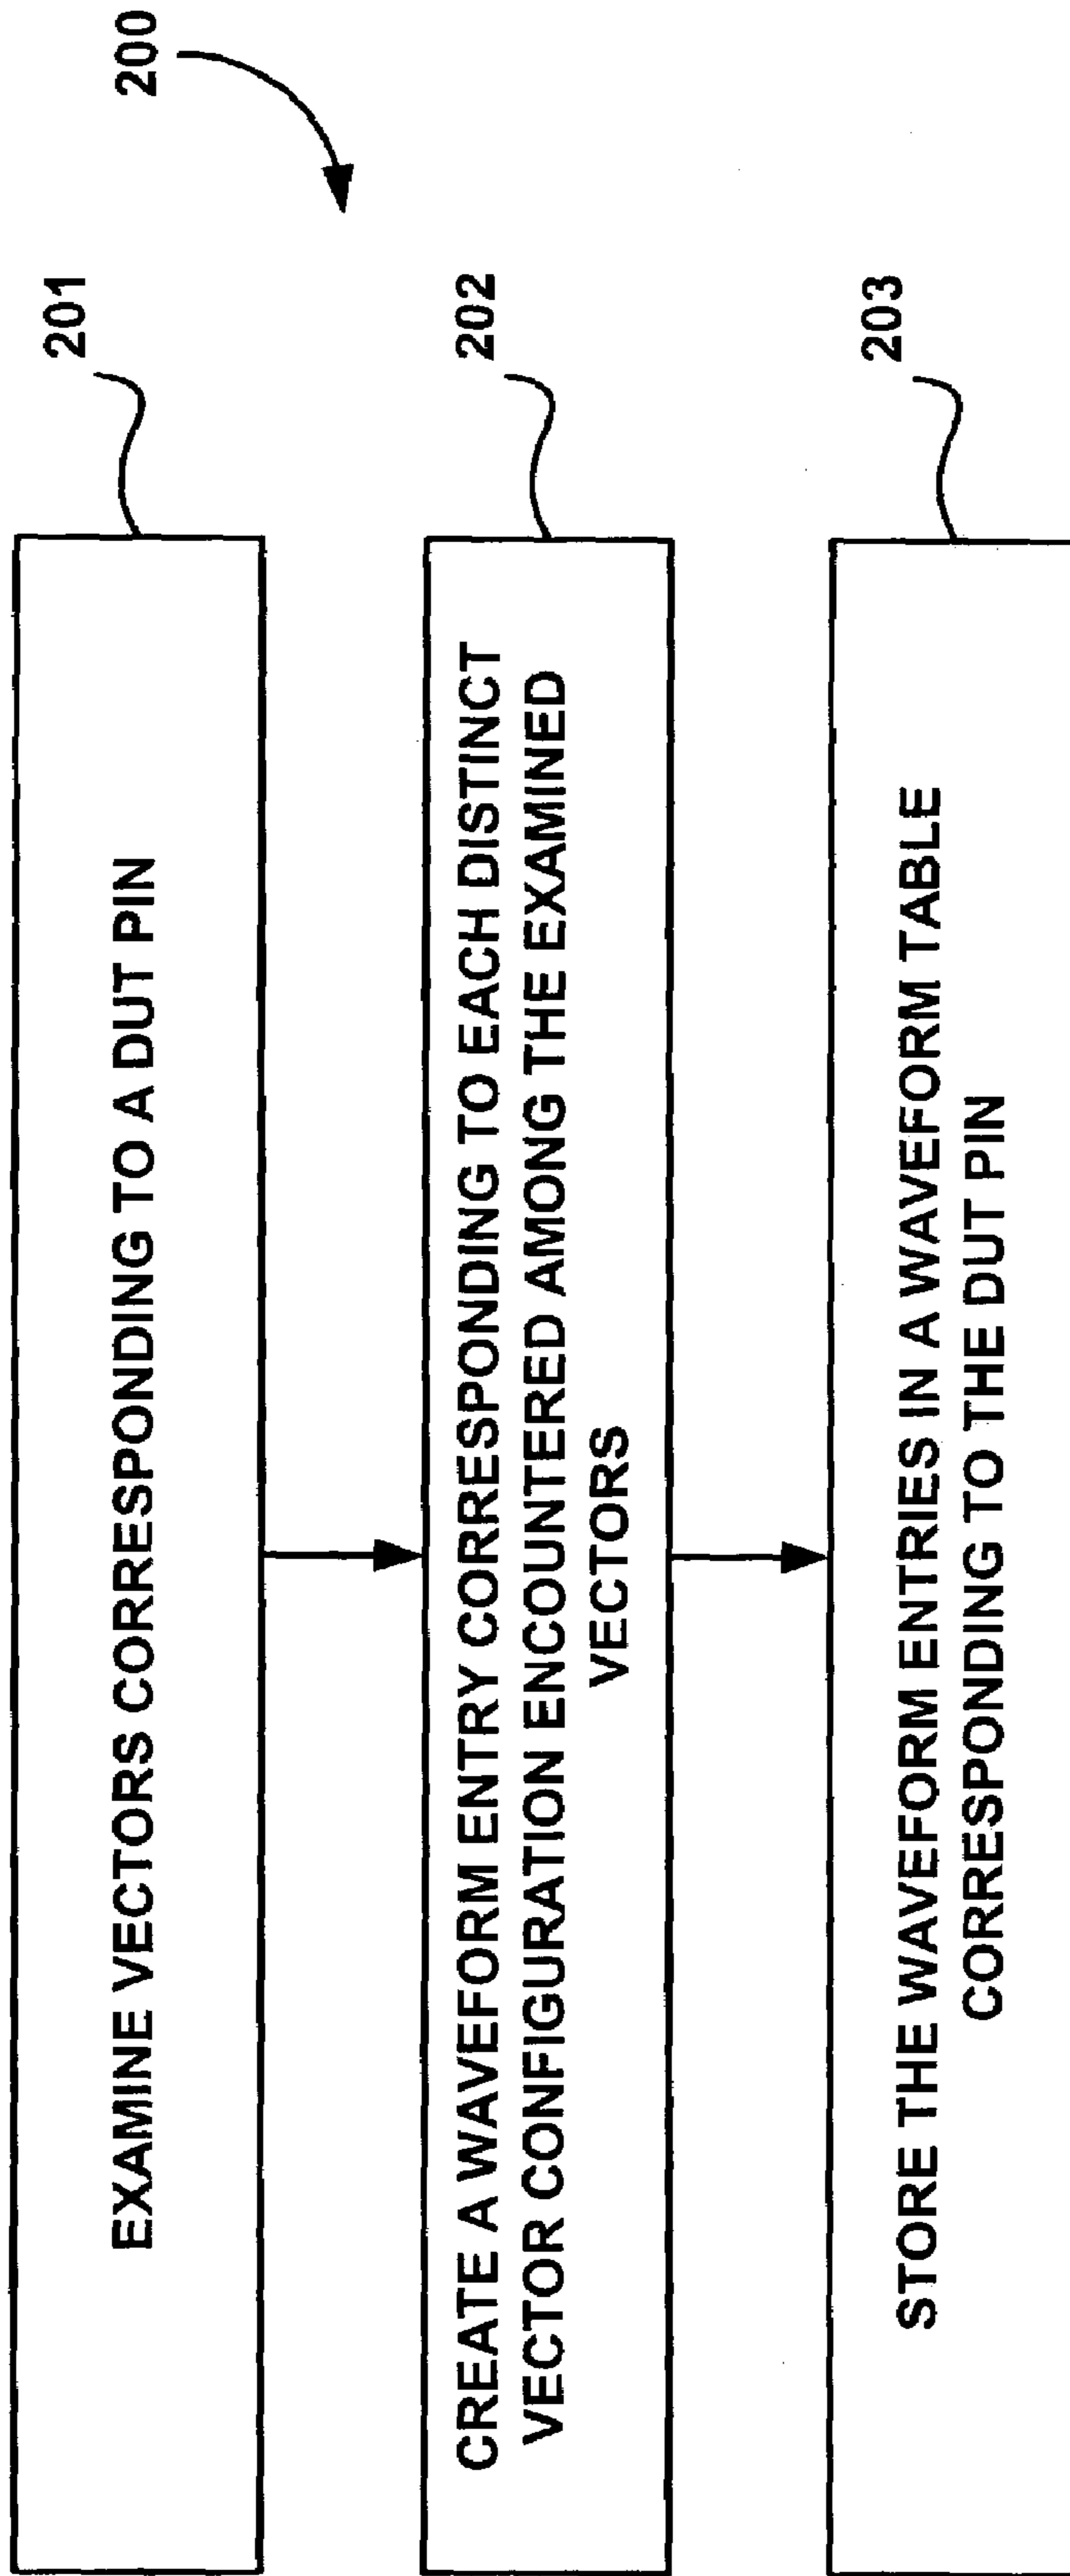 200
201
EXAMINE VECTORS CORRESPONDING TO A DUT PIN
202
CREATE A WAVEFORM ENTRY CORRESPONDING TO EACH DISTINCT
VECTOR CONFIGURATION ENCOUNTERED AMONG THE EXAMINED
VECTORS
203
STORE THE WAVEFORM ENTRIES IN A WAVEFORM TABLE
CORRESPONDING TO THE DUT PIN